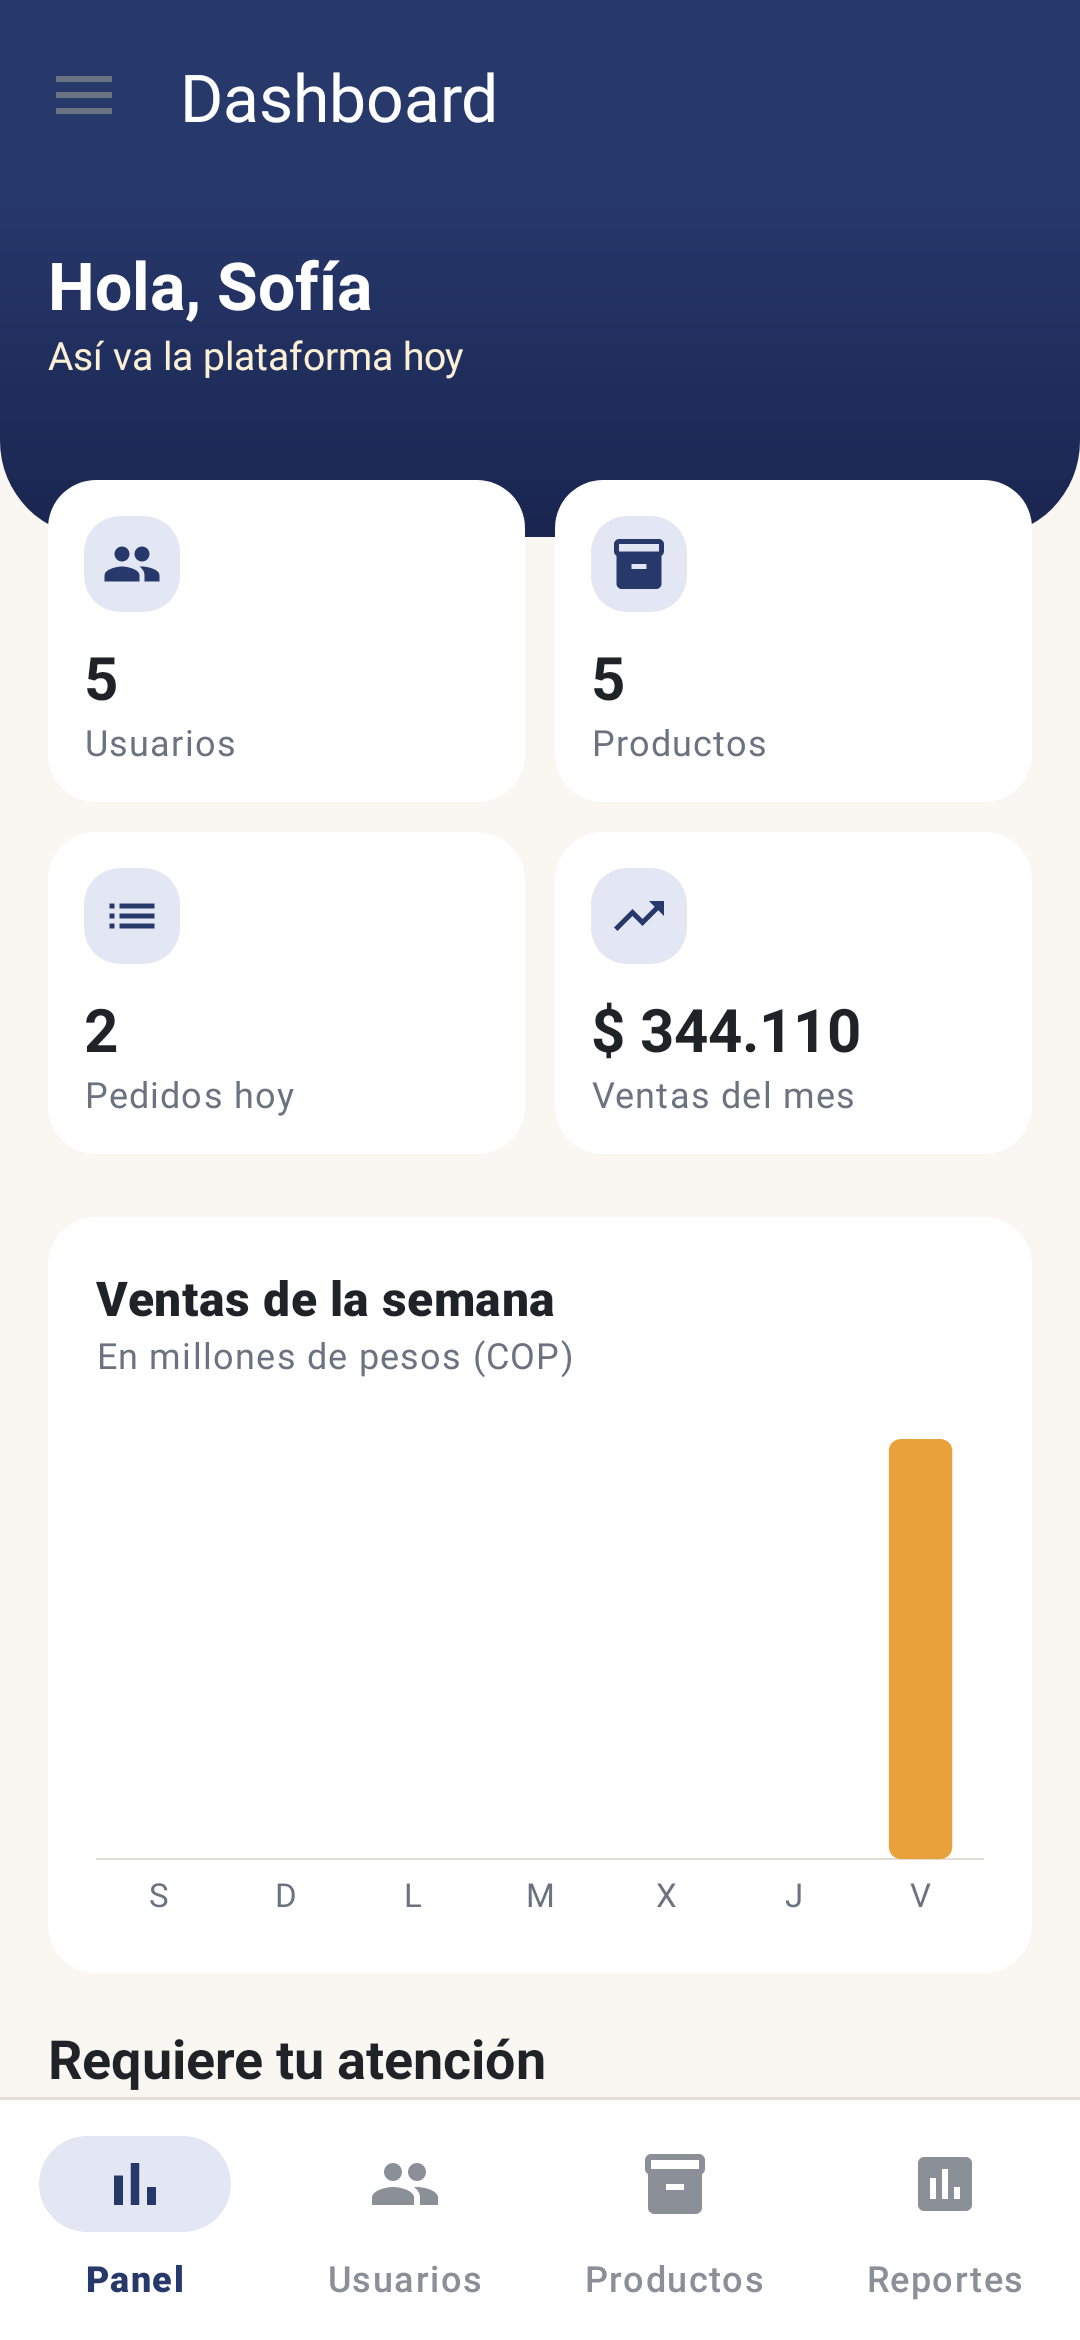 Dashboard
Hola, Sofía
Así va la plataforma hoy
5
Usuarios
5
Productos
2
Pedidos hoy
$ 344.110
Ventas del mes
Ventas de la semana
En millones de pesos (COP)
S D L M X J V
Requiere tu atención
Panel Usuarios Productos Reportes